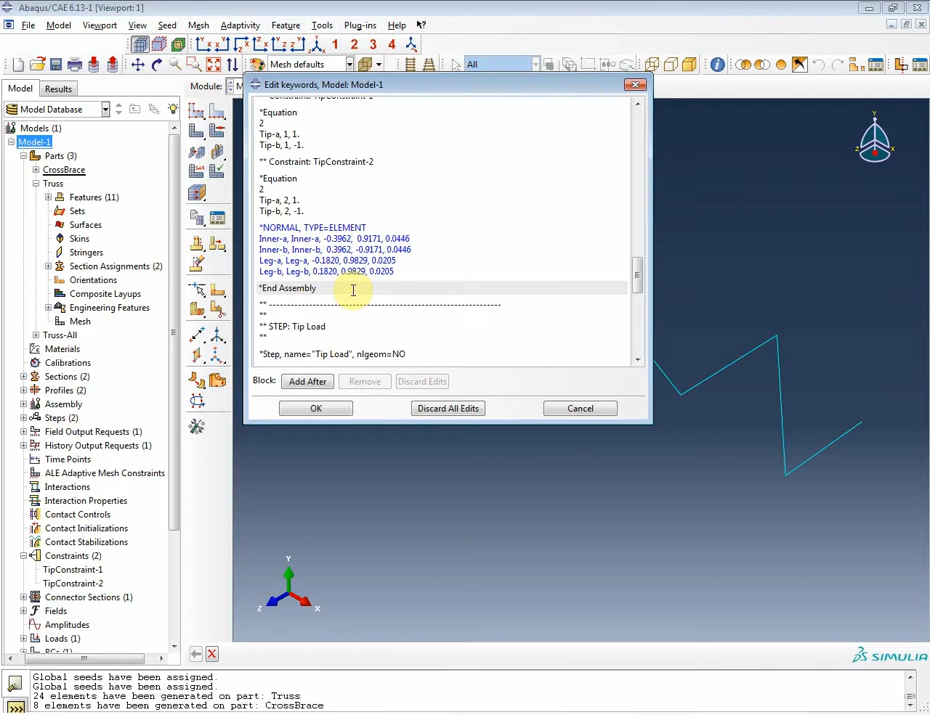 Abaqus/CAE 6.13-1 [Viewport: 1]
File Model Viewport View Seed Mesh Adaptivity Feature Tools Plug-ins Help
1 2 3 4
Mesh defaults
All
Model Results
Module:
Model Database
Models (1)
Model-1
Parts (3)
CrossBrace
Truss
Features (11)
Sets
Surfaces
Skins
Stringers
Section Assignments (2)
Orientations
Composite Layups
Engineering Features
Mesh
Truss-All
Materials
Calibrations
Sections (2)
Profiles (2)
Assembly
Steps (2)
Field Output Requests (1)
History Output Requests (1)
Time Points
ALE Adaptive Mesh Constraints
Interactions
Interaction Properties
Contact Controls
Contact Initializations
Contact Stabilizations
Constraints (2)
TipConstraint-1
TipConstraint-2
Connector Sections (1)
Fields
Amplitudes
Loads (1)
BCs (1)
Edit keywords, Model: Model-1
** Constraint: TipConstraint-1
*Equation
2
Tip-a, 1, 1.
Tip-b, 1, -1.
** Constraint: TipConstraint-2
*Equation
2
Tip-a, 2, 1.
Tip-b, 2, -1.
*NORMAL, TYPE=ELEMENT
Inner-a, Inner-a, -0.3962, 0.9171, 0.0446
Inner-b, Inner-b, 0.3962, -0.9171, 0.0446
Leg-a, Leg-a, -0.1820, 0.9829, 0.0205
Leg-b, Leg-b, 0.1820, 0.9829, 0.0205
*End Assembly
** ----------------------------------------------------------------
**
** STEP: Tip Load
**
*Step, name="Tip Load", nlgeom=NO
Block: Add After Remove Discard Edits
OK Discard All Edits Cancel
Y
Z X
Y
Z X
SIMULIA
Global seeds have been assigned.
Global seeds have been assigned.
24 elements have been generated on part: Truss
8 elements have been generated on part: CrossBrace